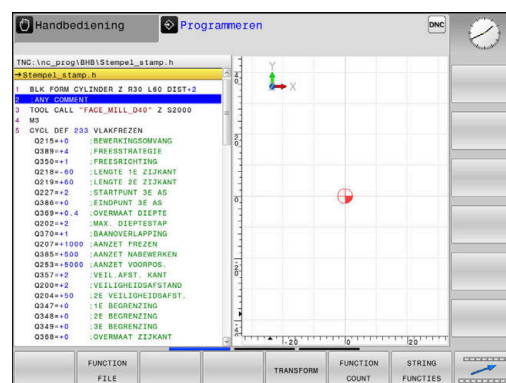 Handbediening
Programmeren
DNC
TNC:\nc_prog\BHB\Stempel_stamp.h
→Stempel_stamp.h
1 BLK FORM CYLINDER Z R30 L60 DIST+2
2 ;ANY COMMENT
3 TOOL CALL "FACE_MILL_D40" Z S2000
4 M3
5 CYCL DEF 233 VLAKFREZEN
Q215=+0 ;BEWERKINGSOMVANG
Q389=+4 ;FREESSTRATEGIE
Q350=+1 ;FREESRICHTING
Q218=-60 ;LENGTE 1E ZIJKANT
Q219=+60 ;LENGTE 2E ZIJKANT
Q227=+2 ;STARTPUNT 3E AS
Q386=+0 ;EINDPUNT 3E AS
Q369=+0.4 ;OVERMAAT DIEPTE
Q202=+2 ;MAX. DIEPTESTAP
Q370=+1 ;BAANOVERLAPPING
Q207=+1000 ;AANZET FREZEN
Q385=+500 ;AANZET NABEWERKEN
Q253=+5000 ;AANZET VOORPOS.
Q357=+2 ;VEIL.AFST. KANT
Q200=+2 ;VEILIGHEIDSAFSTAND
Q204=+50 ;2E VEILIGHEIDSAFST.
Q347=+0 ;1E BEGRENZING
Q348=+0 ;2E BEGRENZING
Q349=+0 ;3E BEGRENZING
Q368=+0 ;OVERMAAT ZIJKANT
Y
X
0
-20
0
20
FUNCTION
FILE
TRANSFORM
FUNCTION
COUNT
STRING
FUNCTIES